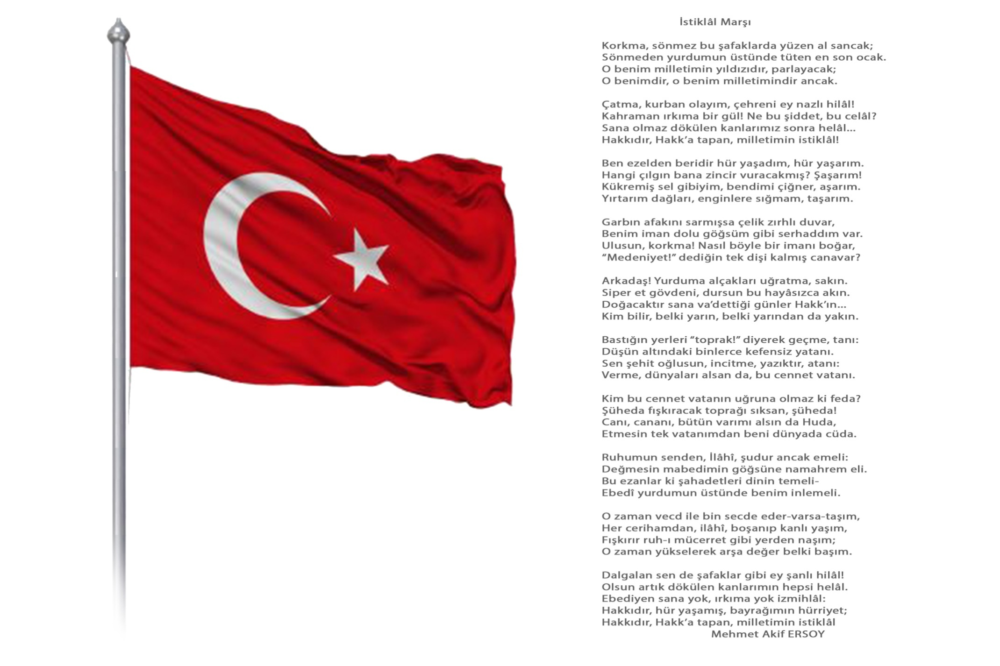 İstiklâl Marşı
Korkma, sönmez bu şafaklarda yüzen al sancak;
Sönmeden yurdumun üstünde tüten en son ocak.
O benim milletimin yıldızıdır, parlayacak;
O benimdir, o benim milletimindir ancak.
Çatma, kurban olayım, çehreni ey nazlı hilâl!
Kahraman ırkıma bir gül! Ne bu şiddet, bu celâl?
Sana olmaz dökülen kanlarımız sonra helâl...
Hakkıdır, Hakk’a tapan, milletimin istiklâl!
Ben ezelden beridir hür yaşadım, hür yaşarım.
Hangi çılgın bana zincir vuracakmış? Şaşarım!
Kükremiş sel gibiyim, bendimi çiğner, aşarım.
Yırtarım dağları, enginlere sığmam, taşarım.
Garbın afakını sarmışsa çelik zırhlı duvar,
Benim iman dolu göğsüm gibi serhaddım var.
Ulusun, korkma! Nasıl böyle bir imanı boğar,
“Medeniyet!” dediğin tek dişi kalmış canavar?
Arkadaş! Yurduma alçakları uğratma, sakın.
Siper et gövdeni, dursun bu hayâsızca akın.
Doğacaktır sana va’dettiği günler Hakk’ın...
Kim bilir, belki yarın, belki yarından da yakın.
Bastığın yerleri “toprak!” diyerek geçme, tanı:
Düşün altındaki binlerce kefensiz yatanı.
Sen şehit oğlusun, incitme, yazıktır, atanı:
Verme, dünyaları alsan da, bu cennet vatanı.
Kim bu cennet vatanın uğruna olmaz ki feda?
Şüheda fışkıracak toprağı sıksan, şüheda!
Canı, cananı, bütün varımı alsın da Huda,
Etmesin tek vatanımdan beni dünyada cüda.
Ruhumun senden, İlâhî, şudur ancak emeli:
Değmesin mabedimin göğsüne namahrem eli.
Bu ezanlar ki şahadetleri dinin temeli-
Ebedî yurdumun üstünde benim inlemeli.
O zaman vecd ile bin secde eder-varsa-taşım,
Her cerihamdan, ilâhî, boşanıp kanlı yaşım,
Fışkırır ruh-ı mücerret gibi yerden naşım;
O zaman yükselerek arşa değer belki başım.
Dalgalan sen de şafaklar gibi ey şanlı hilâl!
Olsun artık dökülen kanlarımın hepsi helâl.
Ebediyen sana yok, ırkıma yok izmihlâl:
Hakkıdır, hür yaşamış, bayrağımın hürriyet;
Hakkıdır, Hakk’a tapan, milletimin istiklâl
Mehmet Akif ERSOY